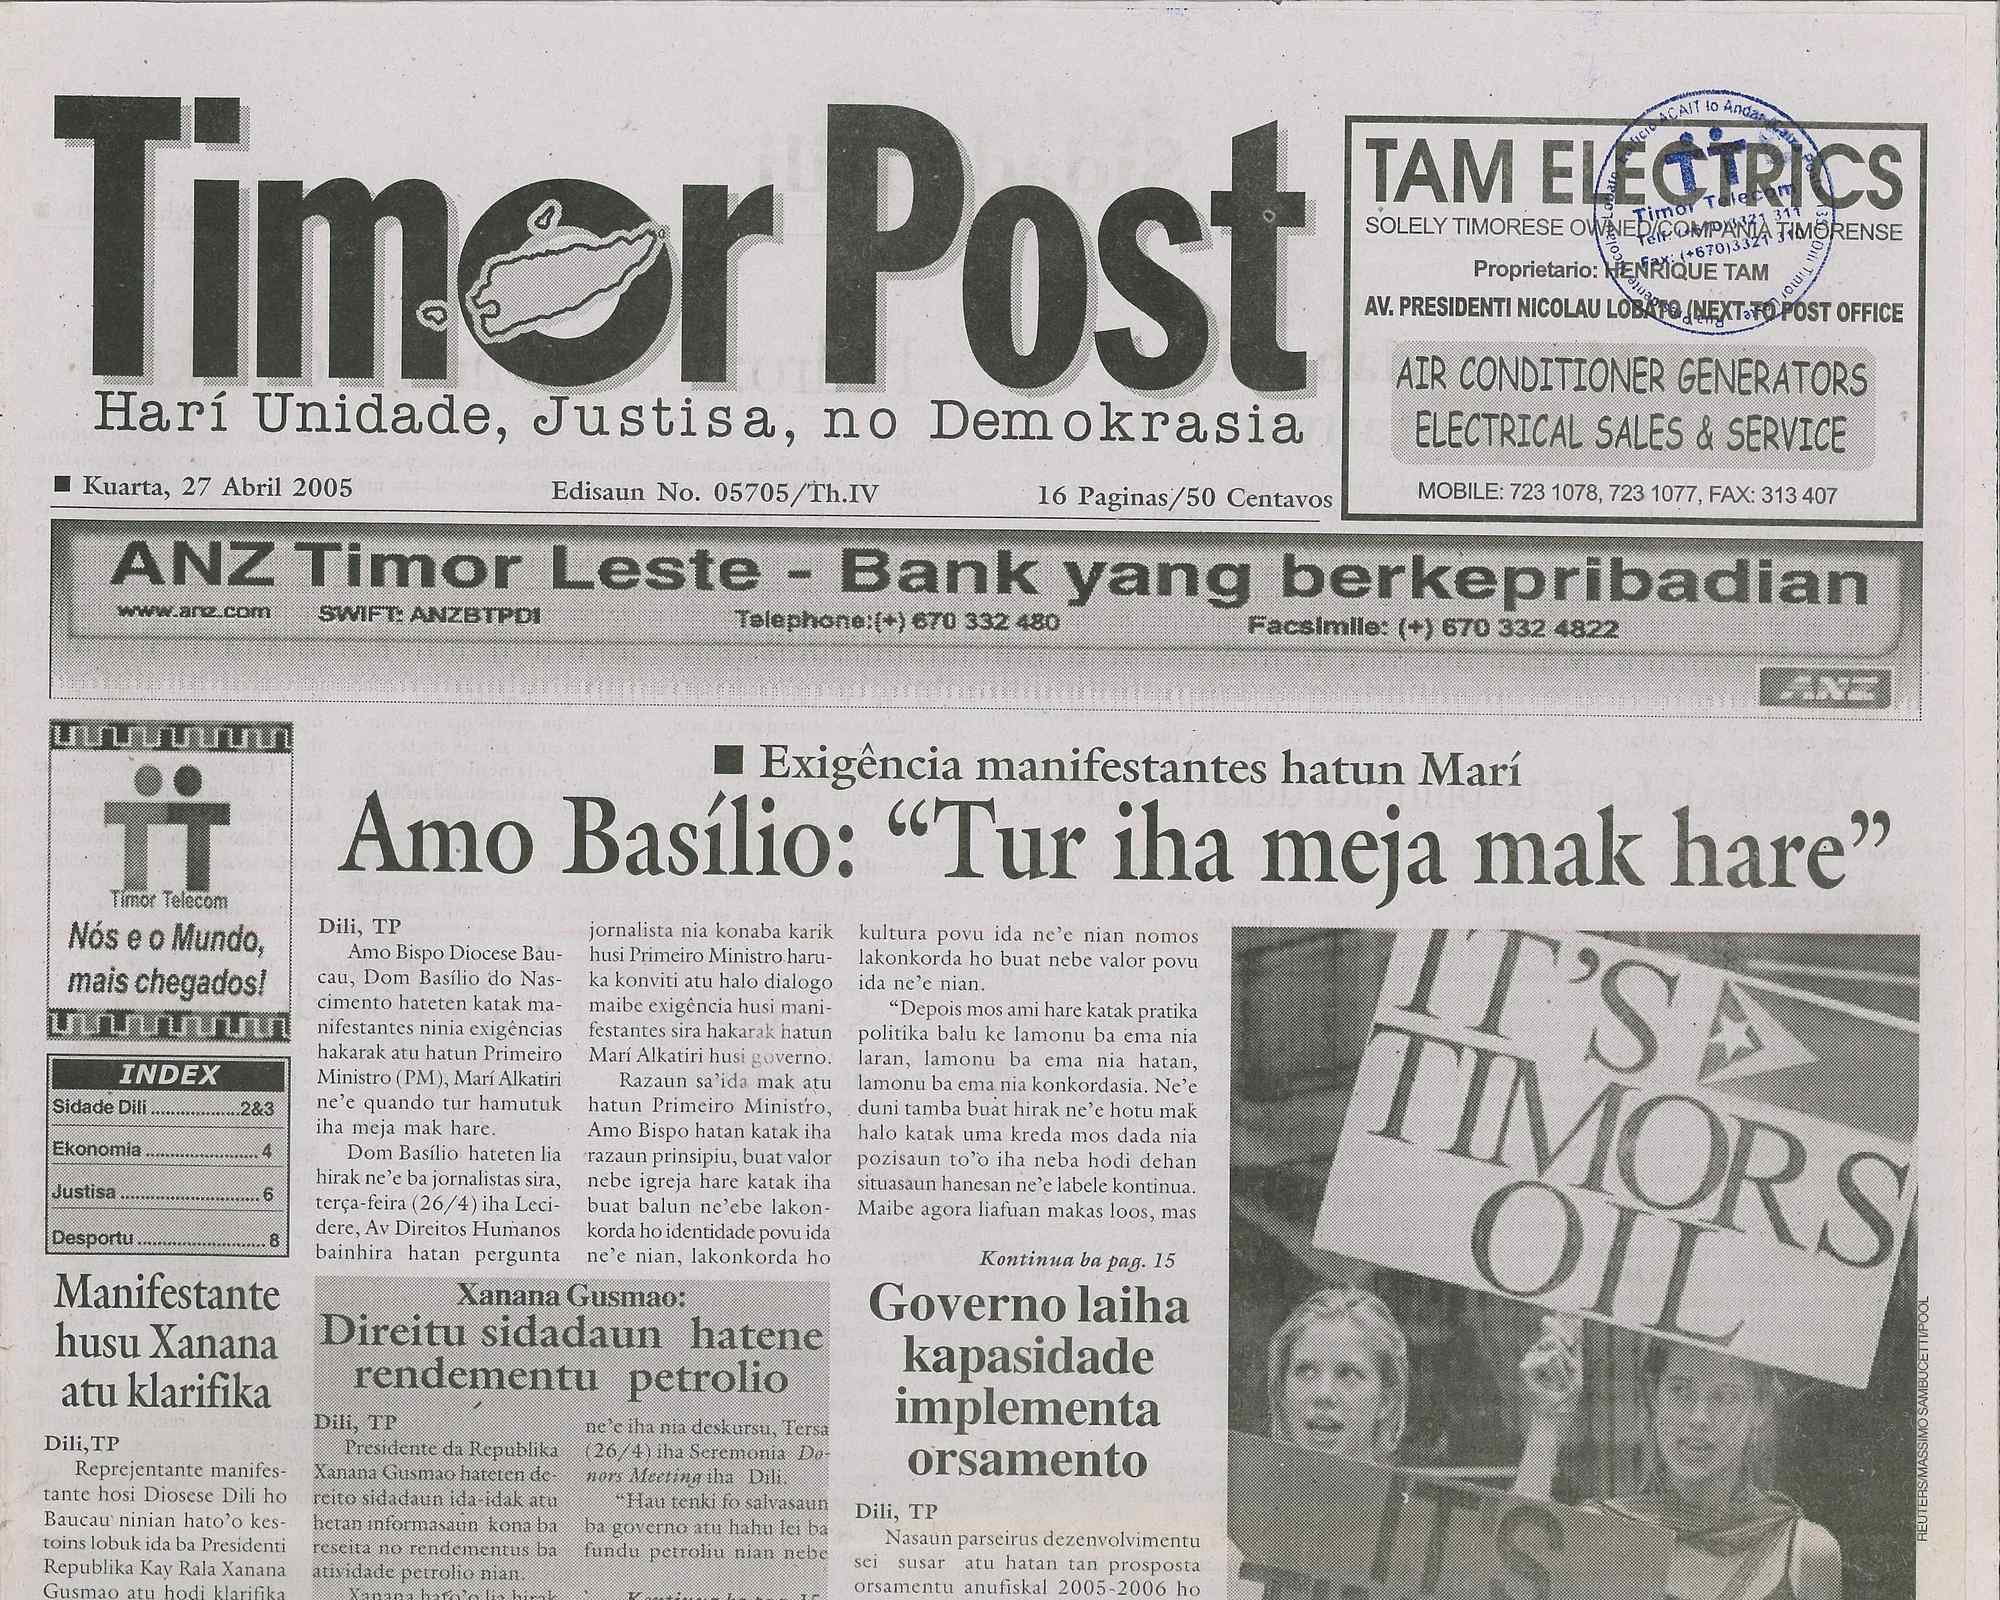 Timor Post
Harí Unidade, Justisa, no Demokrasia
■ Kuarta, 27 Abril 2005
Edisaun No. 05705/Th.IV
16 Paginas/50 Centavos
TAM ELECTRICS
SOLELY TIMORESE OWNED/COMPANIA TIMORENSE
Proprietario: HENRIQUE TAM
AV. PRESIDENTI NICOLAU LOBATO (NEXT TO POST OFFICE
AIR CONDITIONER GENERATORS
ELECTRICAL SALES & SERVICE
MOBILE: 723 1078, 723 1077, FAX: 313 407
TT
Timor Telecom
Fax: (+670)3321
ANZ Timor Leste - Bank yang berkepribadian
www.anz.com SWIFT: ANZBTPDI Telephone:(+) 670 332 480 Facsimile: (+) 670 332 4822
ANZ
TT
Timor Telecom
Nós e o Mundo,
mais chegados!
INDEX
Sidade Dili ..................2&3
Ekonomia ......................4
Justisa ...........................6
Desportu .........................8
■ Exigência manifestantes hatun Marí
Amo Basílio: “Tur iha meja mak hare”
Dili, TP
Amo Bispo Diocese Bau-
cau, Dom Basílio do Nas-
cimento hateten katak ma-
nifestantes ninia exigências
hakarak atu hatun Primeiro
Ministro (PM), Marí Alkatiri
ne’e quando tur hamutuk
iha meja mak hare.
Dom Basílio hateten lia
hirak ne’e ba jornalistas sira,
terça-feira (26/4) iha Leci-
dere, Av Direitos Humanos
bainhira hatan pergunta
jornalista nia konaba karik
husi Primeiro Ministro haru-
ka konviti atu halo dialogo
maibe exigência husi mani-
festantes sira hakarak hatun
Marí Alkatiri husi governo.
Razaun sa’ida mak atu
hatun Primeiro Ministro,
Amo Bispo hatan katak iha
razaun prinsipiu, buat valor
nebe igreja hare katak iha
buat balun ne’ebe lakon-
korda ho identidade povu ida
ne’e nian, lakonkorda ho
kultura povu ida ne’e nian nomos
lakonkorda ho buat nebe valor povu
ida ne’e nian.
“Depois mos ami hare katak pratika
politika balu ke lamonu ba ema nia
laran, lamonu ba ema nia hatan,
lamonu ba ema nia konkordasia. Ne’e
duni tamba buat hirak ne’e hotu mak
halo katak uma kreda mos dada nia
pozisaun to’o iha neba hodi dehan
situasaun hanesan ne’e labele kontinua.
Maibe agora liafuan makas loos, mas
Kontinua ba pag. 15
IT’S
TIMORS
OIL
REUTERS/MASSIMO SAMBUCETTI/POOL
Manifestante
husu Xanana
atu klarifika
Dili,TP
Reprejentante manifes-
tante hosi Diosese Dili ho
Baucau ninian hato’o kes-
toins lobuk ida ba Presidenti
Republika Kay Rala Xanana
Gusmao atu hodi klarifika
Xanana Gusmao:
Direitu sidadaun hatene
rendementu petrolio
Dili, TP
Presidente da Republika
Xanana Gusmao hateten de-
reito sidadaun ida-idak atu
hetan informasaun kona ba
reseita no rendementus ba
atividade petrolio nian.
Xanana hato’o lia hirak
ne’e iha nia deskursu, Tersa
(26/4) iha Seremonia Do-
nors Meeting iha Dili.
“Hau tenki fo salvasaun
ba governo atu hahu lei ba
fundu petroliu nian nebe
Kontinua ba pag. 15
Governo laiha
kapasidade
implementa
orsamento
Dili, TP
Nasaun parseirus dezenvolvimentu
sei susar atu hatan tan prosposta
orsamentu anufiskal 2005-2006 ho